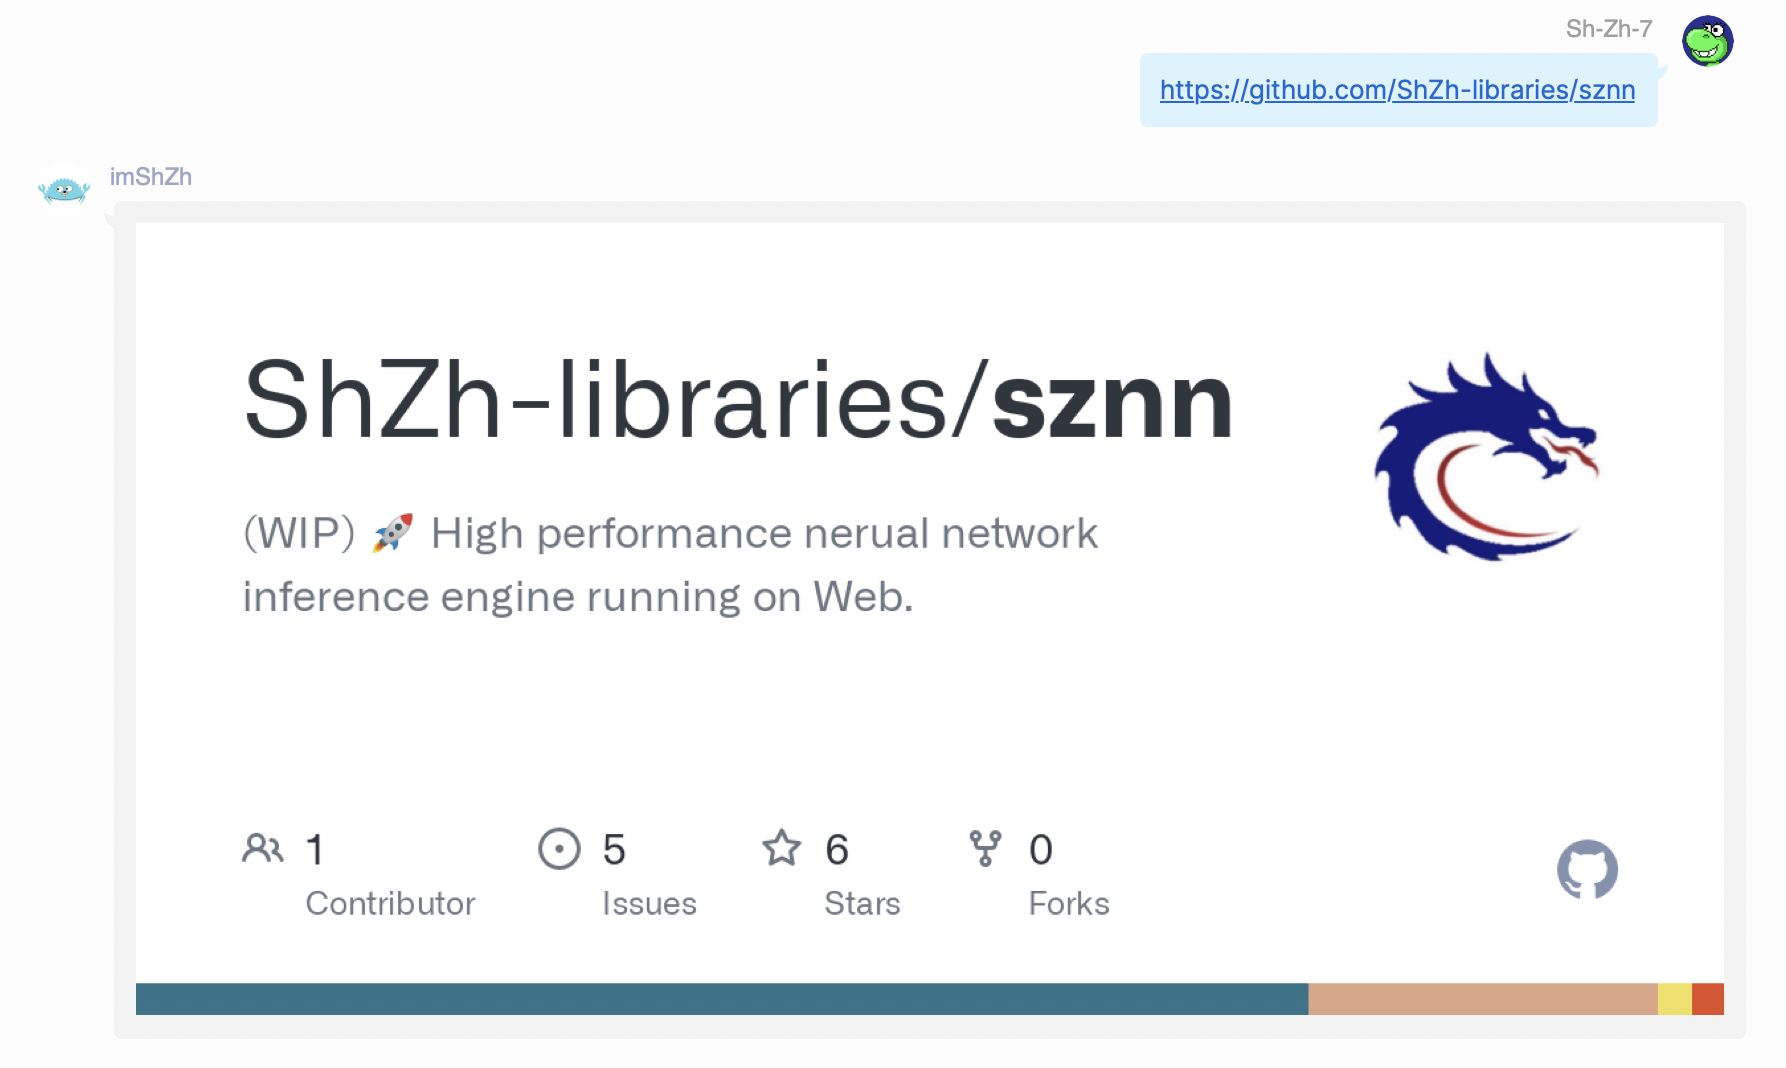 Sh-Zh-7
https://github.com/ShZh-libraries/sznn
imShZh
ShZh-libraries/sznn
(WIP) 🚀 High performance nerual network
inference engine running on Web.
1 5 6 0
Contributor Issues Stars Forks